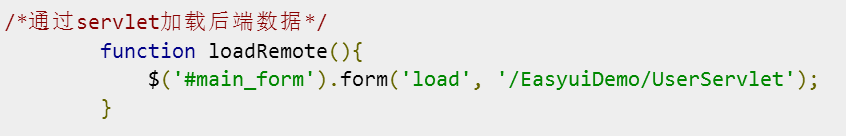 /*通过servlet加载后端数据*/
function loadRemote(){
$('#main_form').form('load', '/EasyuiDemo/UserServlet');
}